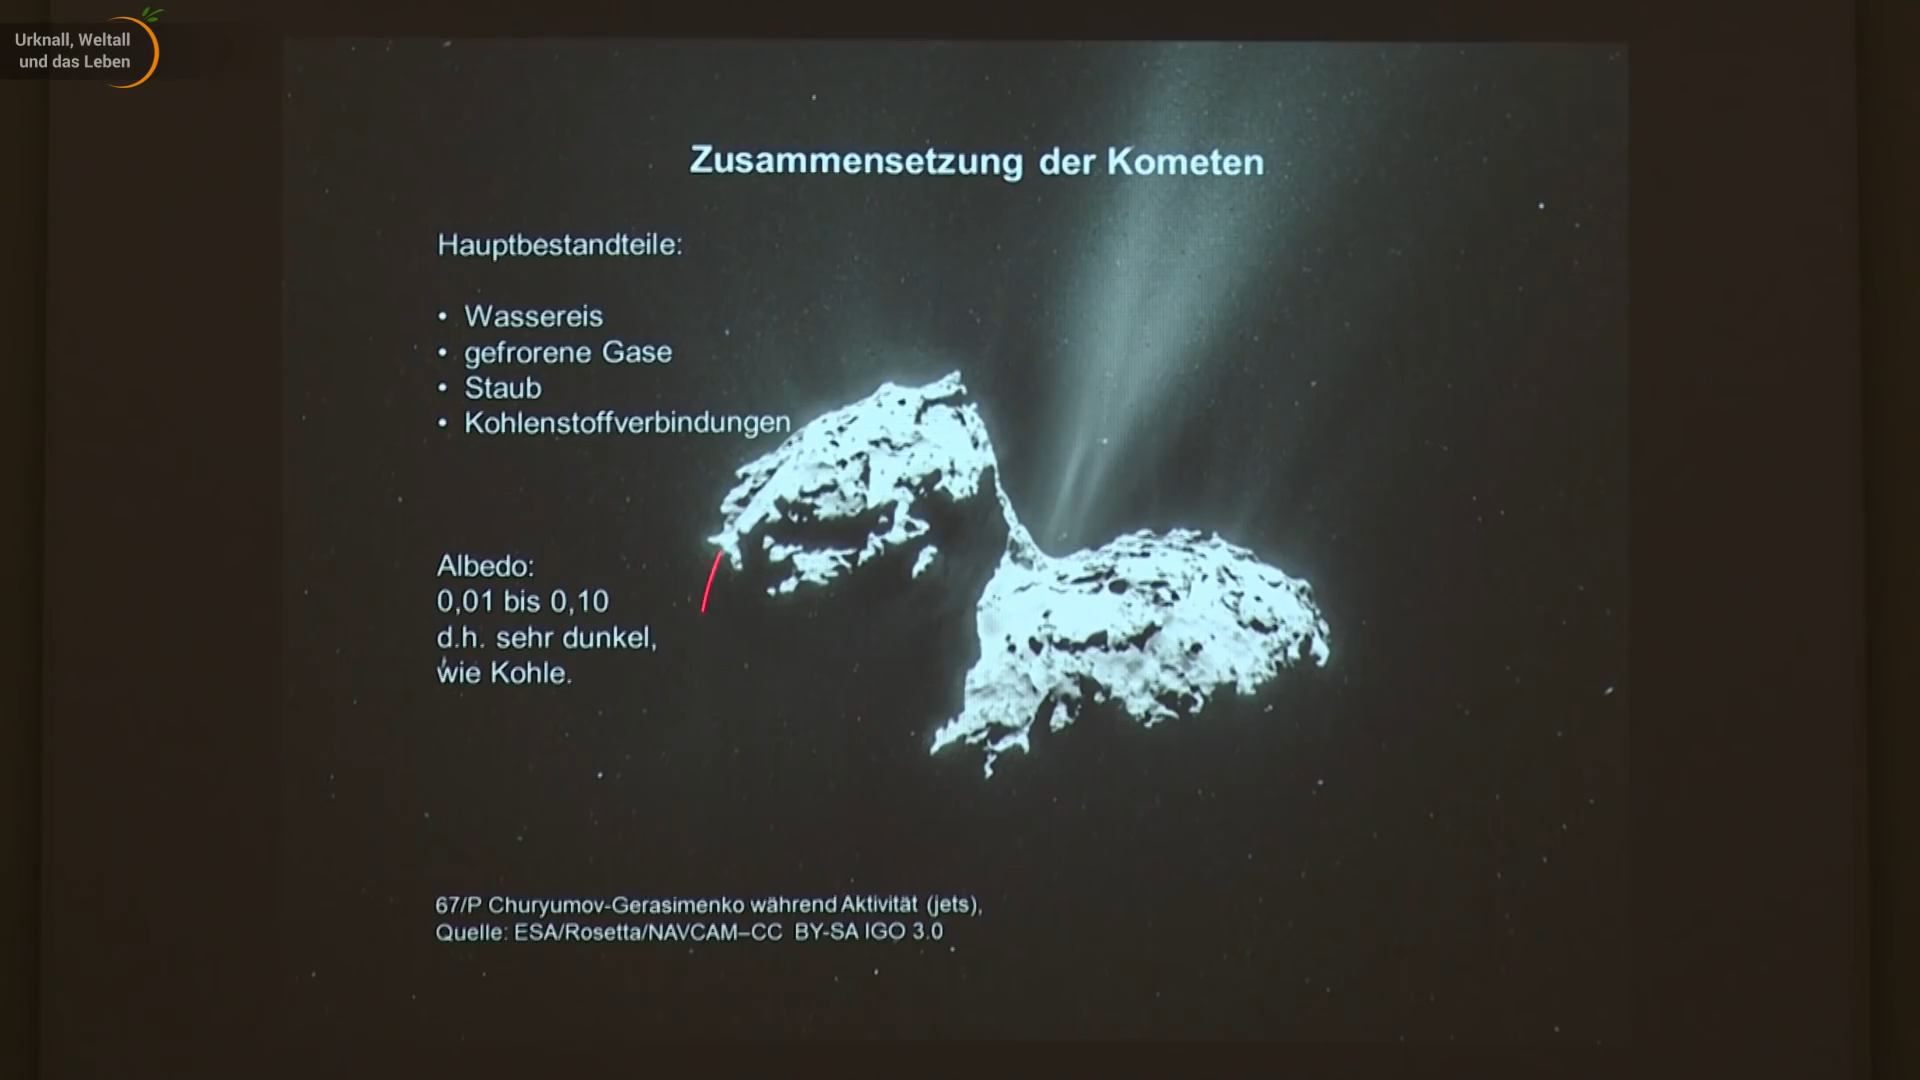 Urknall, Weltall
und das Leben
Zusammensetzung der Kometen
Hauptbestandteile:
• Wassereis
• gefrorene Gase
• Staub
• Kohlenstoffverbindungen
Albedo:
0,01 bis 0,10
d.h. sehr dunkel,
wie Kohle.
67/P Churyumov-Gerasimenko während Aktivität (jets),
Quelle: ESA/Rosetta/NAVCAM–CC BY-SA IGO 3.0